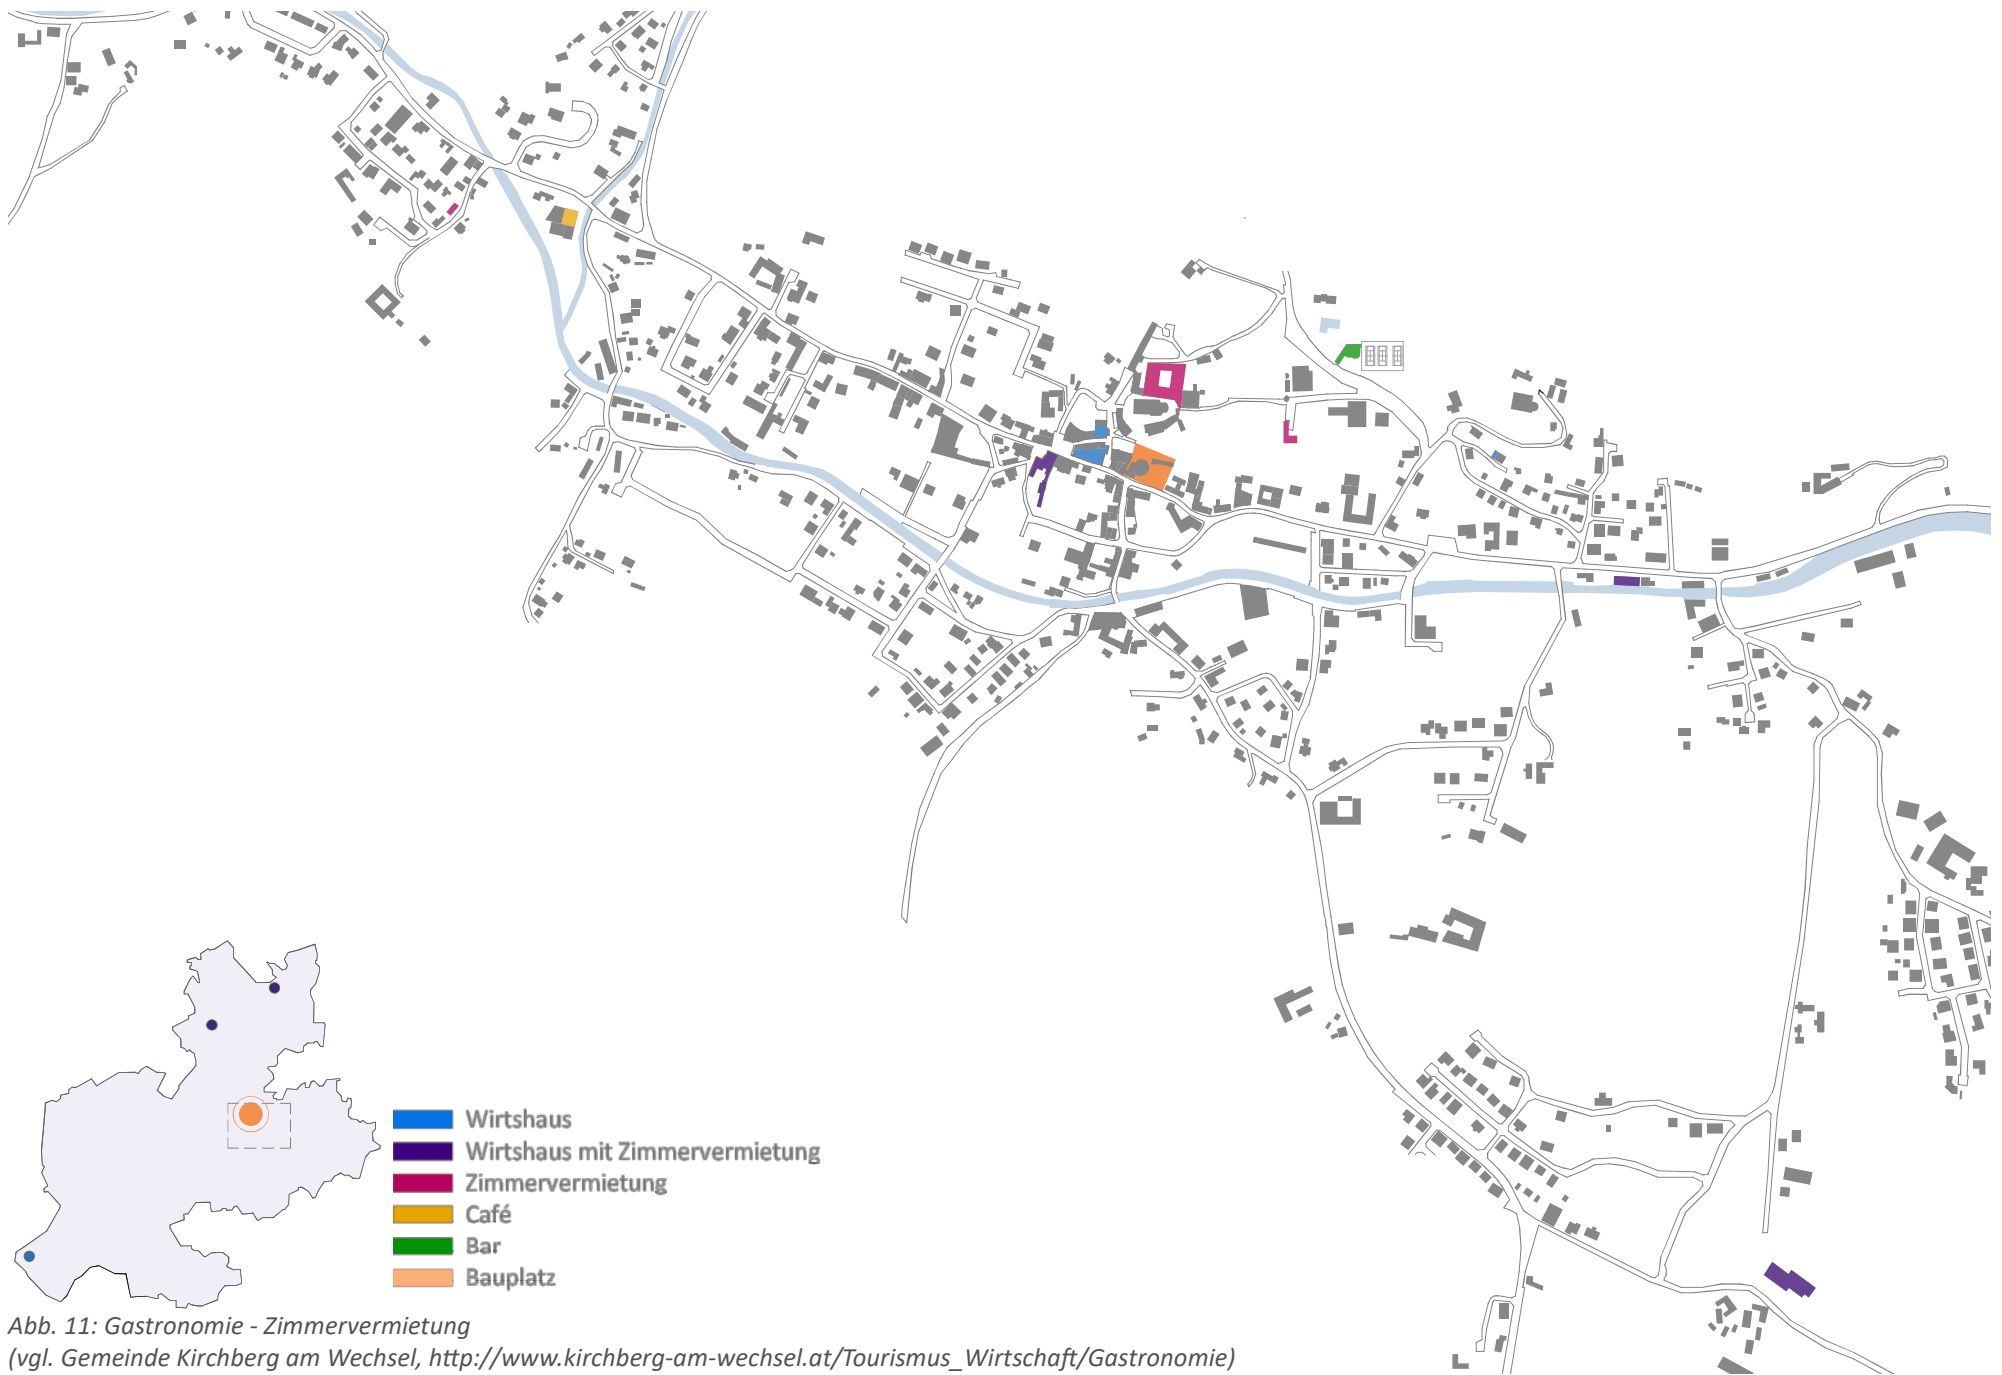 Wirtshaus
Wirtshaus mit Zimmervermietung
Zimmervermietung
Café
Bar
Bauplatz
Abb. 11: Gastronomie - Zimmervermietung
(vgl. Gemeinde Kirchberg am Wechsel, http://www.kirchberg-am-wechsel.at/Tourismus_Wirtschaft/Gastronomie)